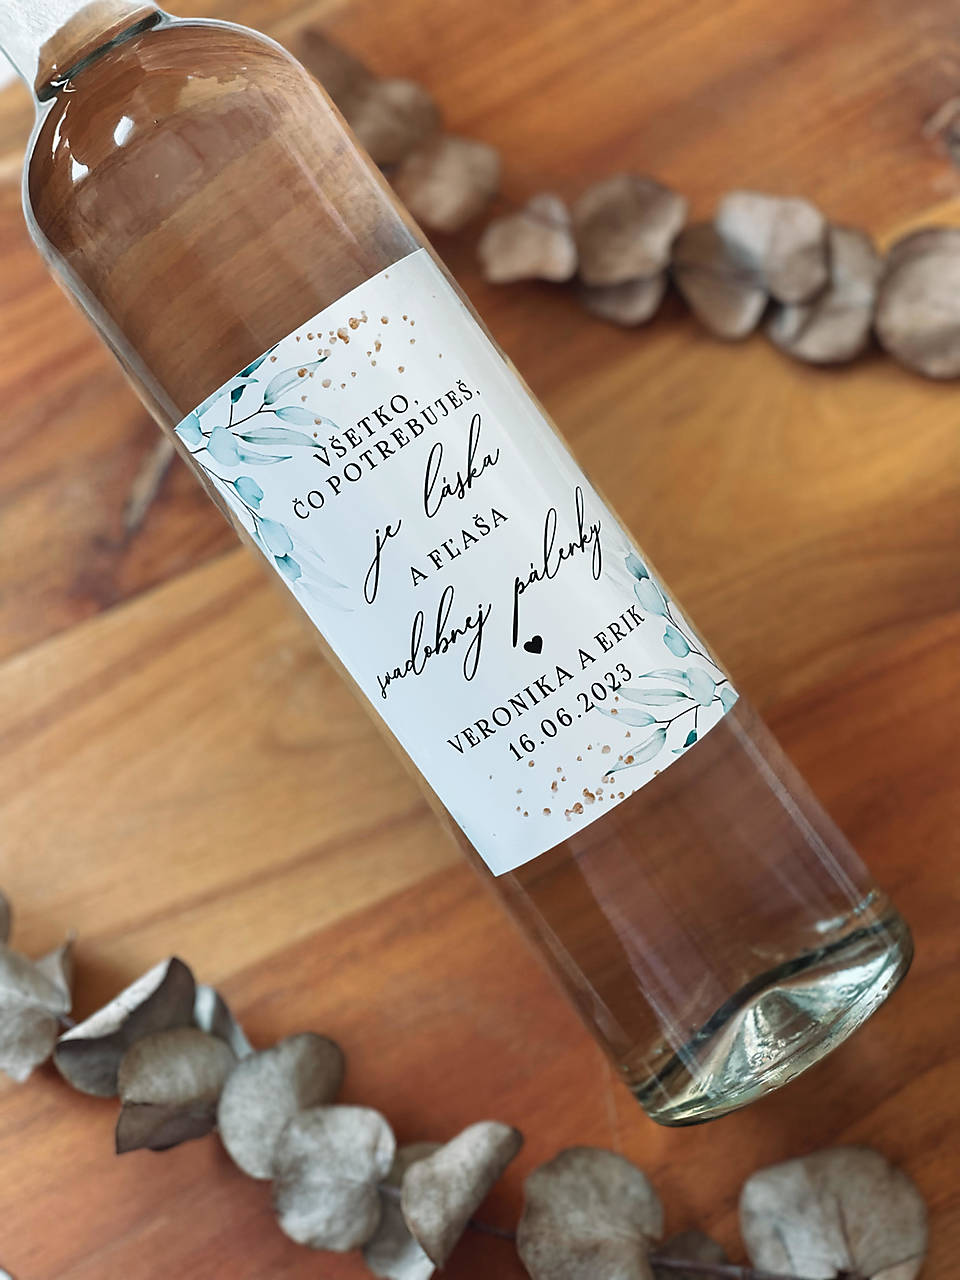 VŠETKO,
ČO POTREBUJEŠ,
je láska
A FĽAŠA
svadobnej pálenky
VERONIKA A ERIK
16.06.2023